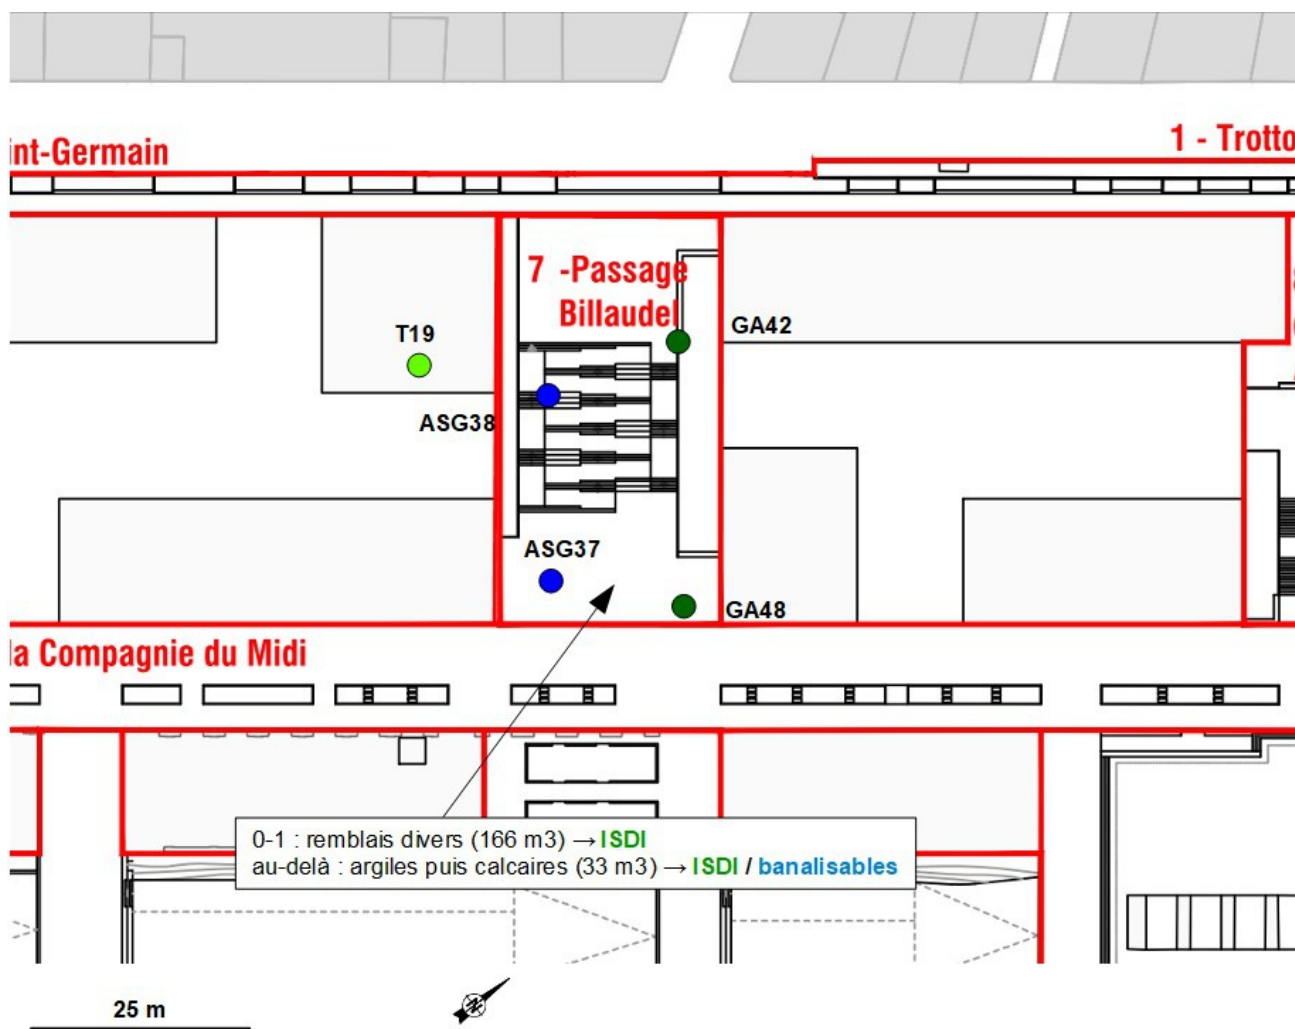 int-Germain
1 - Trotto
7 -Passage
Billaudel
GA42
T19
ASG38
ASG37
GA48
la Compagnie du Midi
0-1 : remblais divers (166 m3) → ISDI
au-delà : argiles puis calcaires (33 m3) → ISDI / banalisables
N
25 m